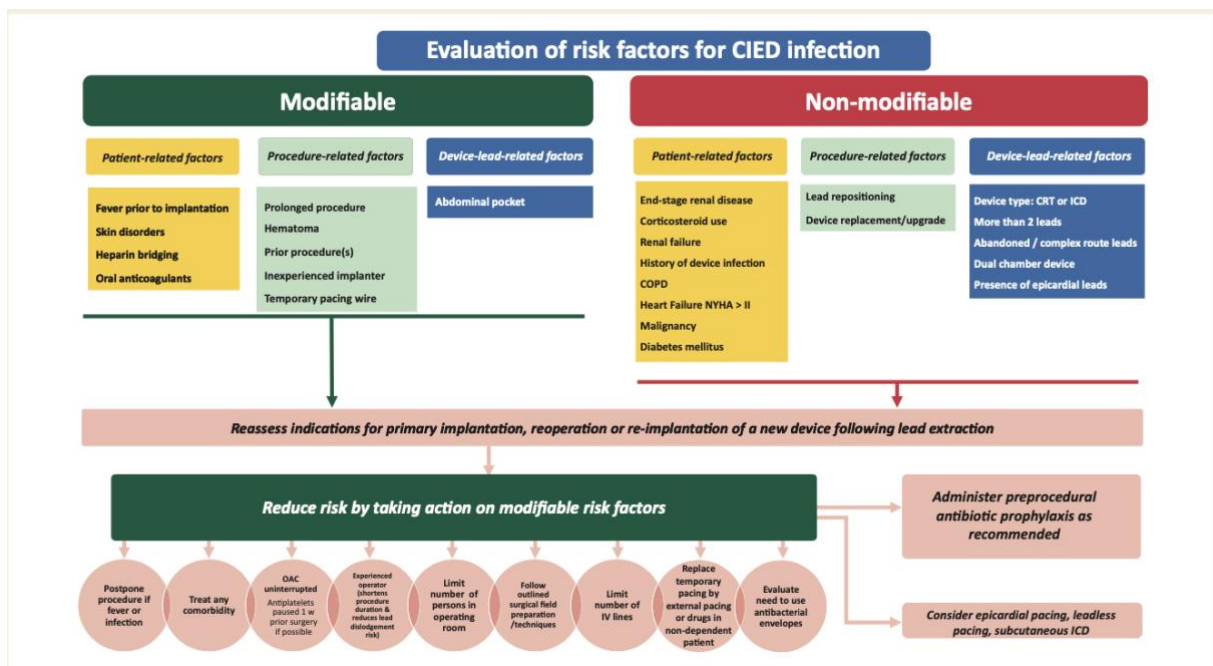 Evaluation of risk factors for CIED infection
Modifiable
Patient-related factors
Fever prior to implantation
Skin disorders
Heparin bridging
Oral anticoagulants
Procedure-related factors
Prolonged procedure
Hematoma
Prior procedure(s)
Inexperienced implanter
Temporary pacing wire
Device-lead-related factors
Abdominal pocket
Non-modifiable
Patient-related factors
End-stage renal disease
Corticosteroid use
Renal failure
History of device infection
COPD
Heart Failure NYHA > II
Malignancy
Diabetes mellitus
Procedure-related factors
Lead repositioning
Device replacement/upgrade
Device-lead-related factors
Device type: CRT or ICD
More than 2 leads
Abandoned / complex route leads
Dual chamber device
Presence of epicardial leads
Reassess indications for primary implantation, reoperation or re-implantation of a new device following lead extraction
Reduce risk by taking action on modifiable risk factors
Administer preprocedural
antibiotic prophylaxis as
recommended
Postpone
procedure if
fever or
infection
Treat any
comorbidity
OAC
uninterrupted
Antiplatelets
paused 1 w
prior surgery
if possible
Experienced
operator
(shortens
procedure
duration &
reduces lead
dislodgement
risk)
Limit
number of
persons in
operating
room
Follow
outlined
surgical field
preparation
/techniques
Limit
number of
IV lines
Replace
temporary
pacing by
external pacing
or drugs in
non-dependent
patient
Evaluate
need to use
antibacterial
envelopes
Consider epicardial pacing, leadless
pacing, subcutaneous ICD